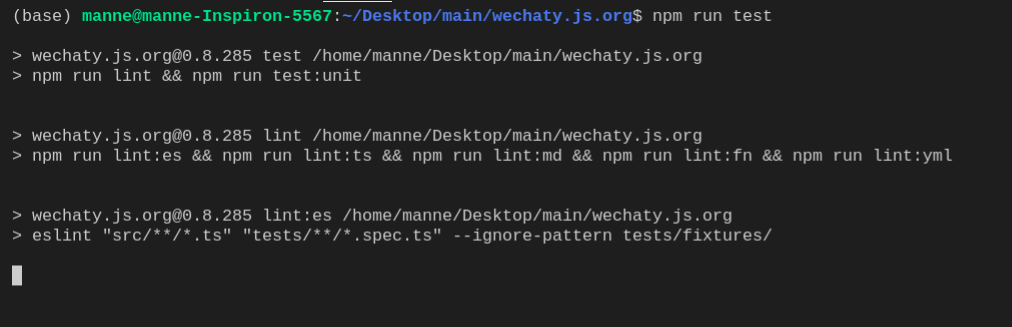 (base) manne@manne-Inspiron-5567:~/Desktop/main/wechaty.js.org$ npm run test
> wechaty.js.org@0.8.285 test /home/manne/Desktop/main/wechaty.js.org
> npm run lint && npm run test:unit
> wechaty.js.org@0.8.285 lint /home/manne/Desktop/main/wechaty.js.org
> npm run lint:es && npm run lint:ts && npm run lint:md && npm run lint:fn && npm run lint:yml
> wechaty.js.org@0.8.285 lint:es /home/manne/Desktop/main/wechaty.js.org
> eslint "src/**/*.ts" "tests/**/*.spec.ts" --ignore-pattern tests/fixtures/